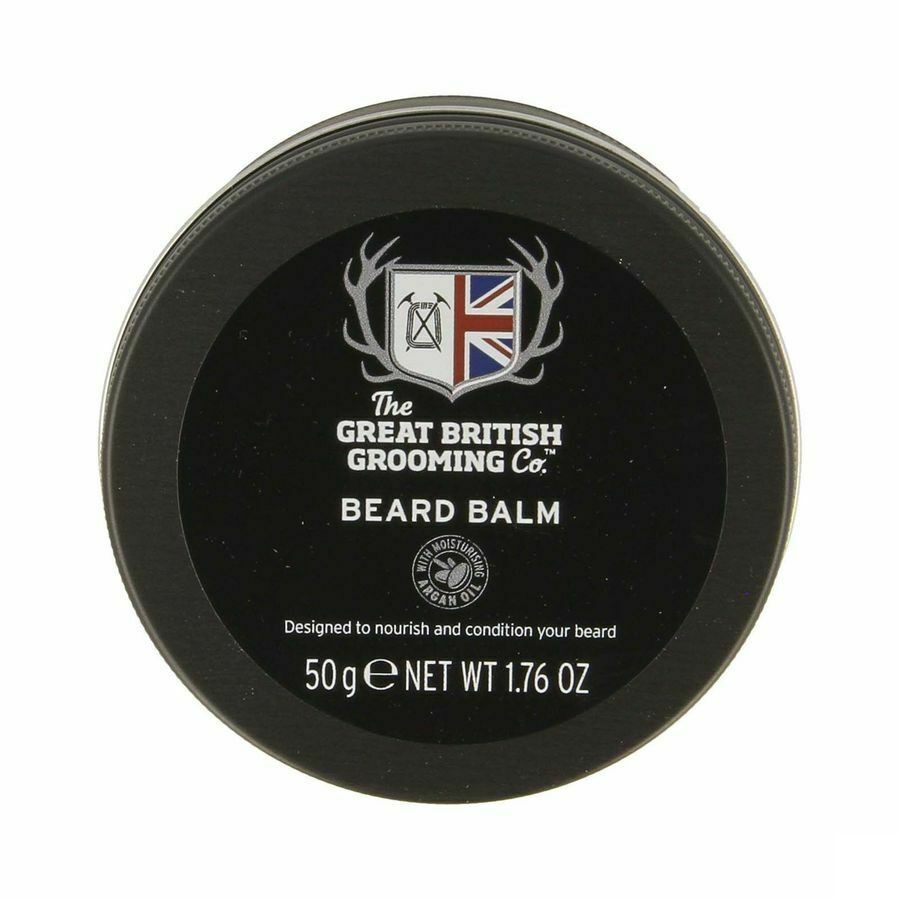 The
GREAT BRITISH
GROOMING Co.™
BEARD BALM
WITH MOISTURISING
ARGAN OIL
Designed to nourish and condition your beard
50 g ℮ NET WT 1.76 OZ